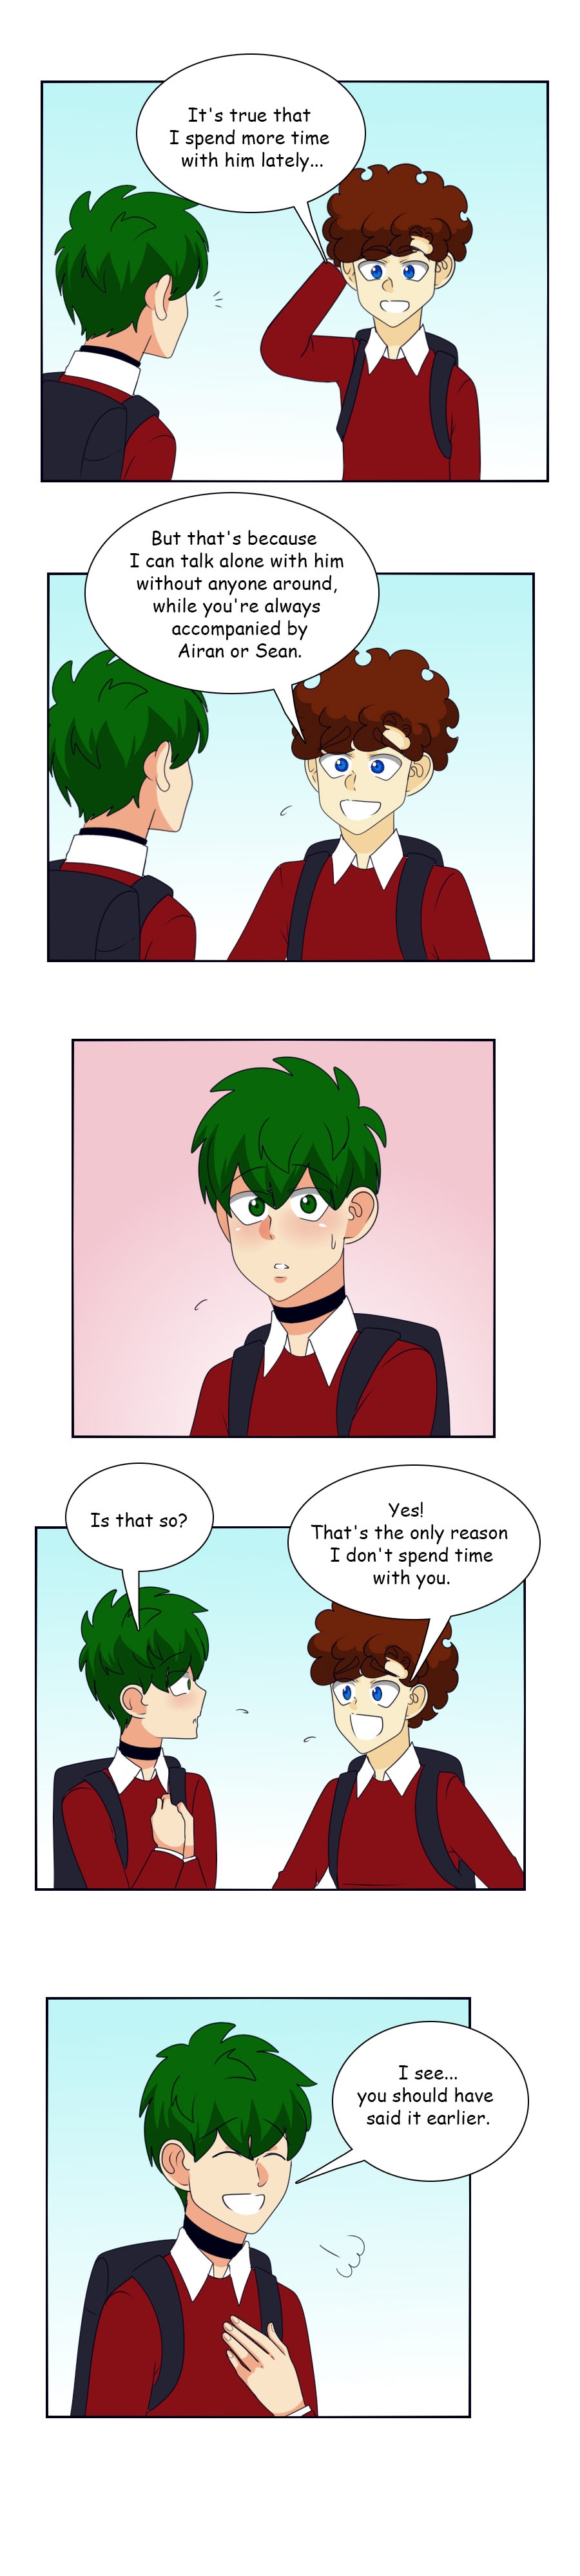 It's true that
I spend more time
with him lately...
But that's because
I can talk alone with him
without anyone around,
while you're always
accompanied by
Airan or Sean.
Is that so?
Yes!
That's the only reason
I don't spend time
with you.
I see...
you should have
said it earlier.